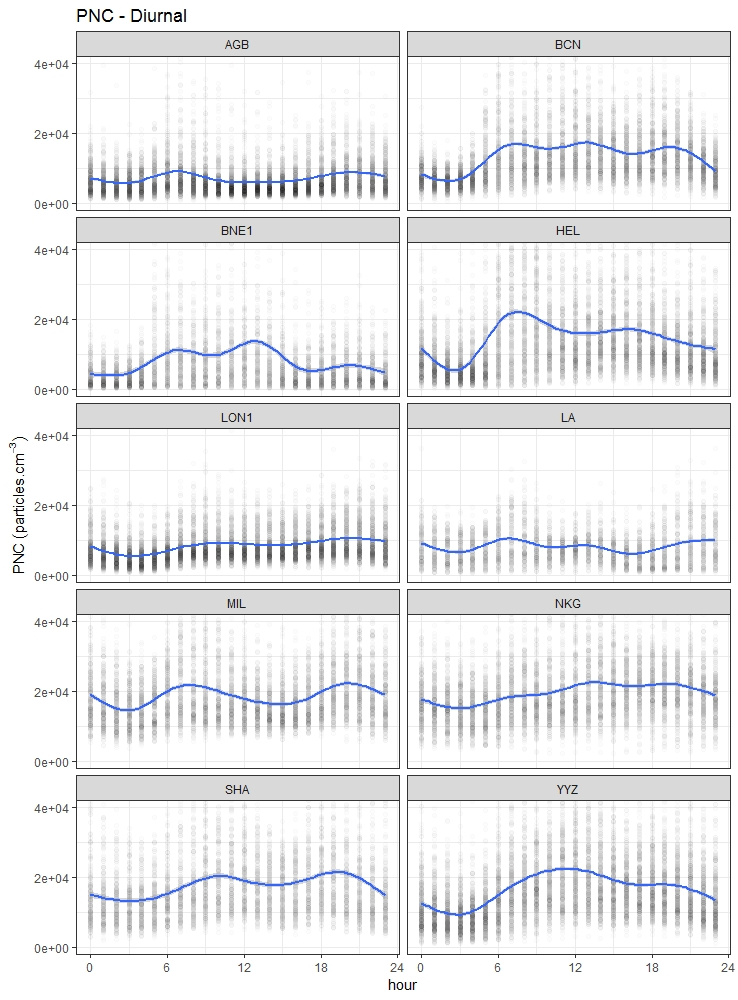 PNC - Diurnal
AGB
BCN
4e+04
2e+04
0e+00
BNE1
HEL
4e+04
2e+04
0e+00
LON1
LA
4e+04
2e+04
0e+00
PNC (particles.cm⁻³)
MIL
NKG
4e+04
2e+04
0e+00
SHA
YYZ
4e+04
2e+04
0e+00
0 6 12 18 24 0 6 12 18 24
hour